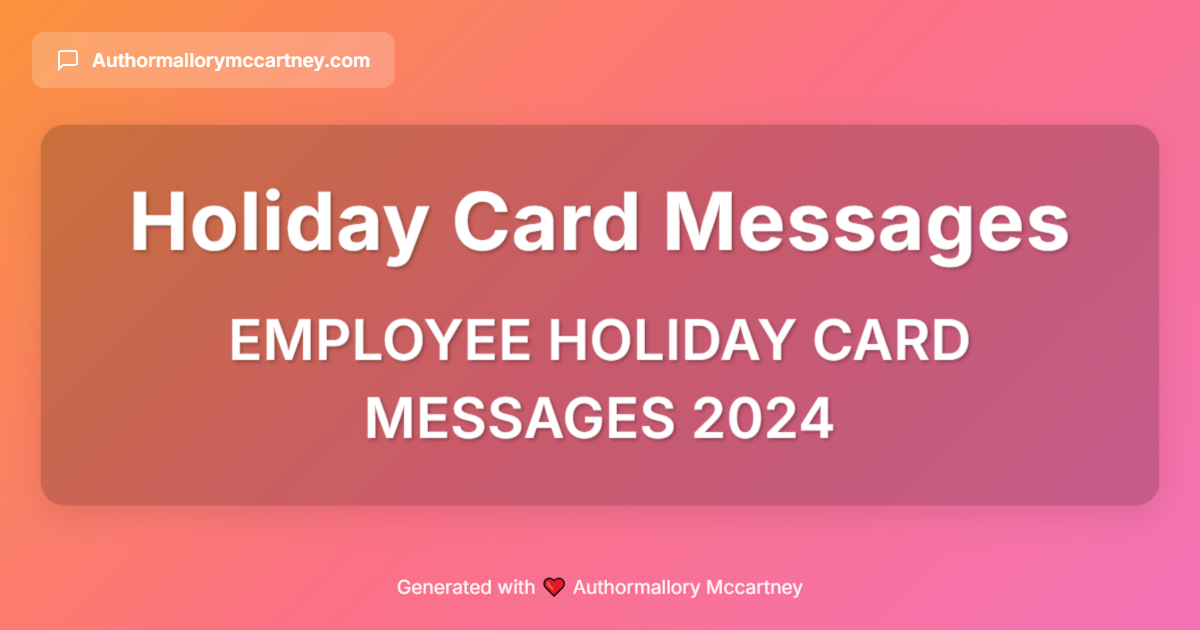 Authormallorymccartney.com
Holiday Card Messages
EMPLOYEE HOLIDAY CARD
MESSAGES 2024
Generated with ❤️ Authormallory Mccartney